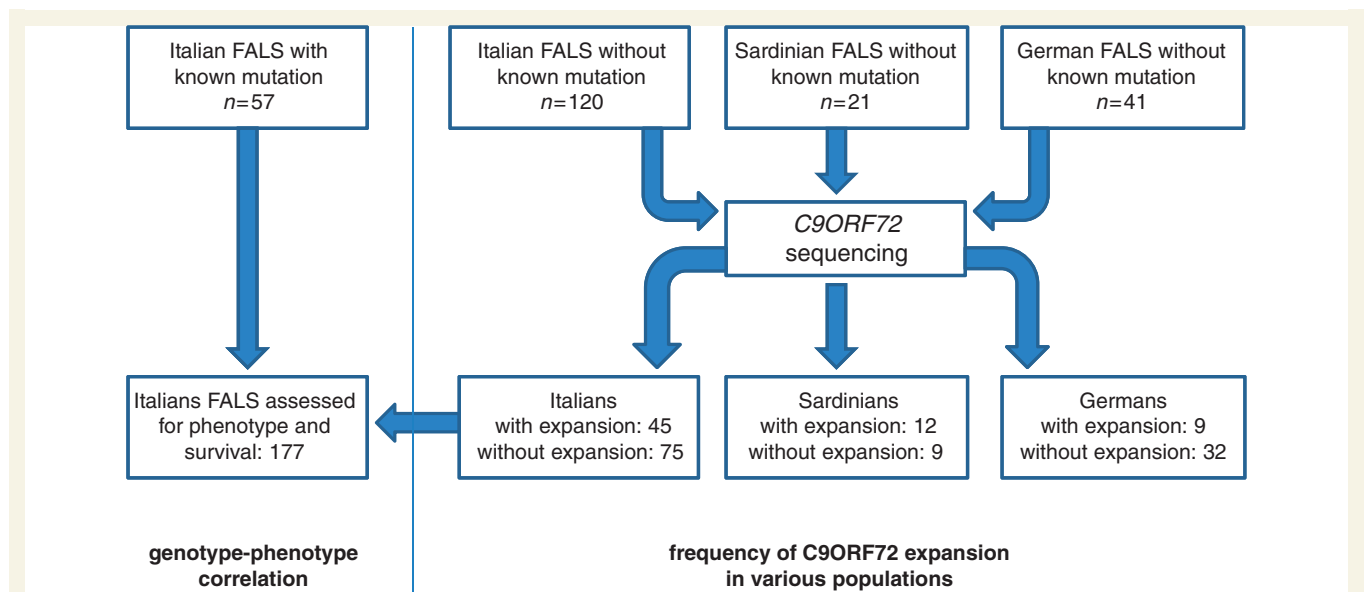 Italian FALS with
known mutation
n=57
Italian FALS without
known mutation
n=120
Sardinian FALS without
known mutation
n=21
German FALS without
known mutation
n=41
C9ORF72
sequencing
Italians FALS assessed
for phenotype and
survival: 177
Italians
with expansion: 45
without expansion: 75
Sardinians
with expansion: 12
without expansion: 9
Germans
with expansion: 9
without expansion: 32
genotype-phenotype
correlation
frequency of C9ORF72 expansion
in various populations